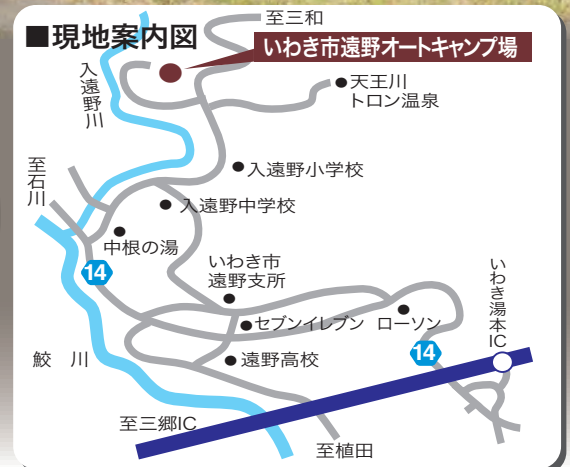 ■現地案内図
至三和
いわき市遠野オートキャンプ場
入遠野川
天王川
トロン温泉
至石川
入遠野小学校
入遠野中学校
中根の湯
14
いわき市
遠野支所
いわき湯本IC
セブンイレブン
ローソン
14
鮫川
遠野高校
至三郷IC
至植田